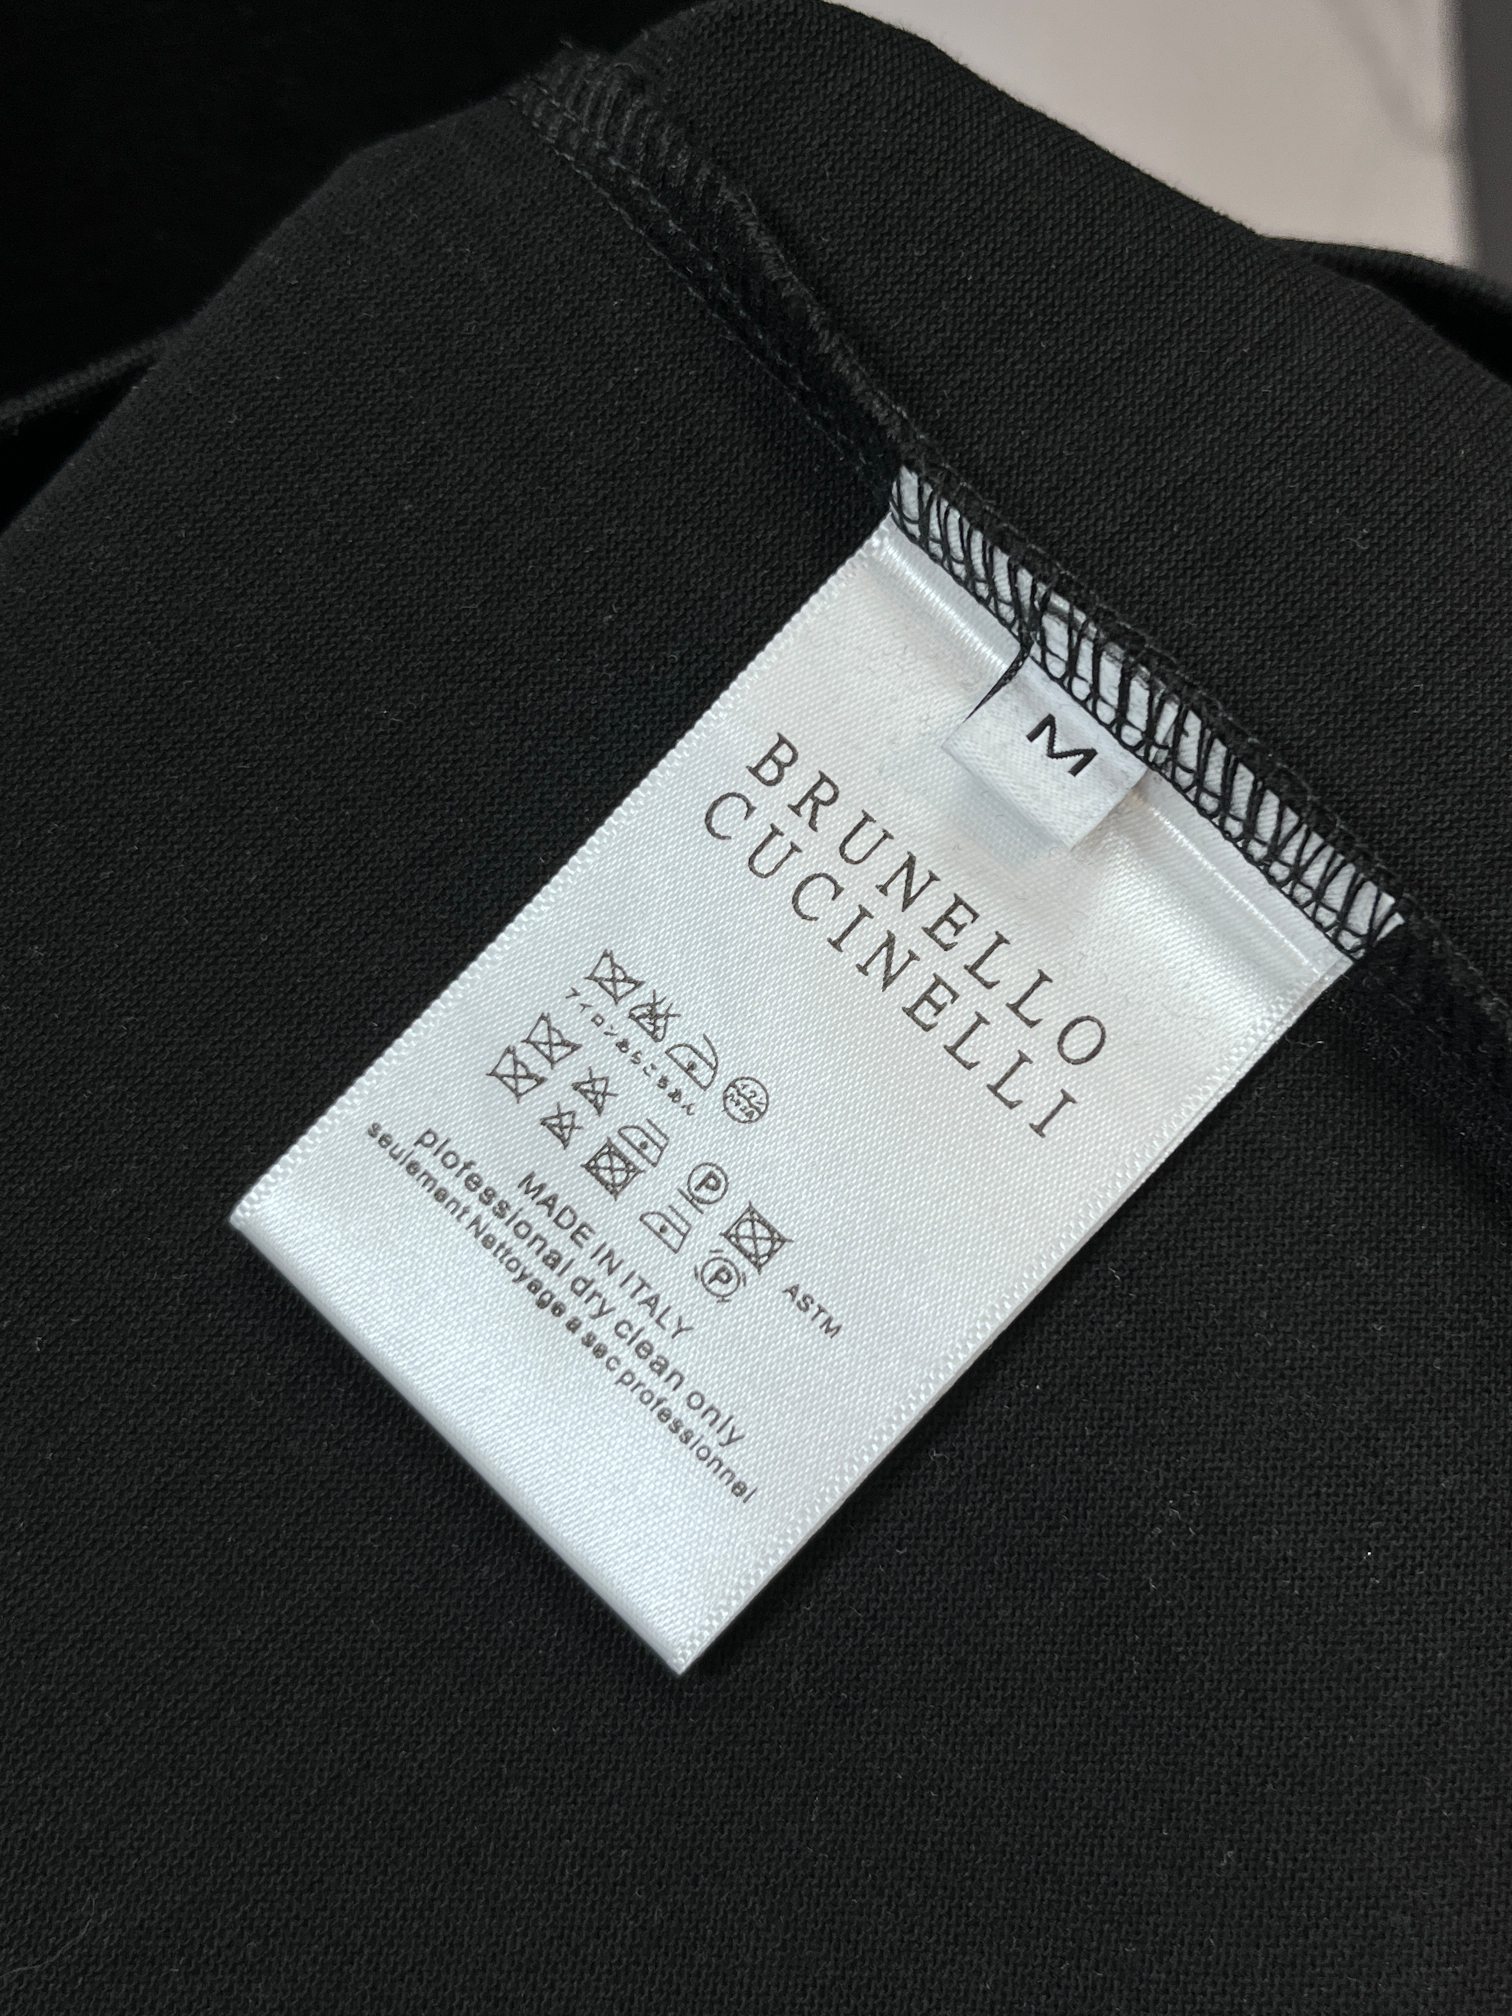 M
BRUNELLO
CUCINELLI
P
P
ASTM
MADE IN ITALY
plofessional dry clean only
seulement Nettoyage a sec professionnel